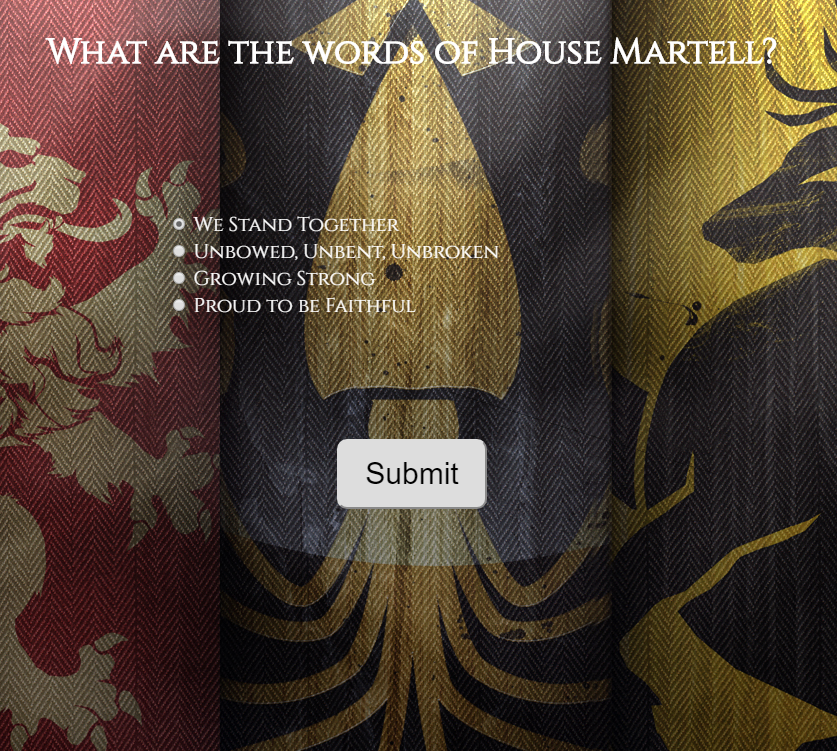 What are the words of House Martell?
We Stand Together
Unbowed, Unbent, Unbroken
Growing Strong
Proud to be Faithful
Submit